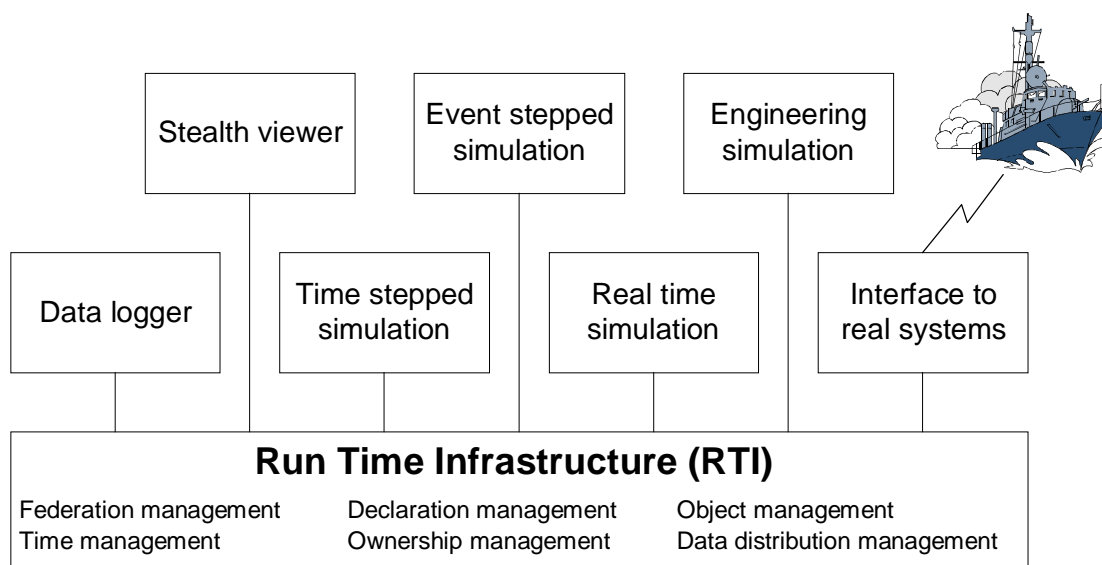 Stealth viewer
Event stepped
simulation
Engineering
simulation
Data logger
Time stepped
simulation
Real time
simulation
Interface to
real systems
Run Time Infrastructure (RTI)
Federation management
Declaration management
Object management
Time management
Ownership management
Data distribution management